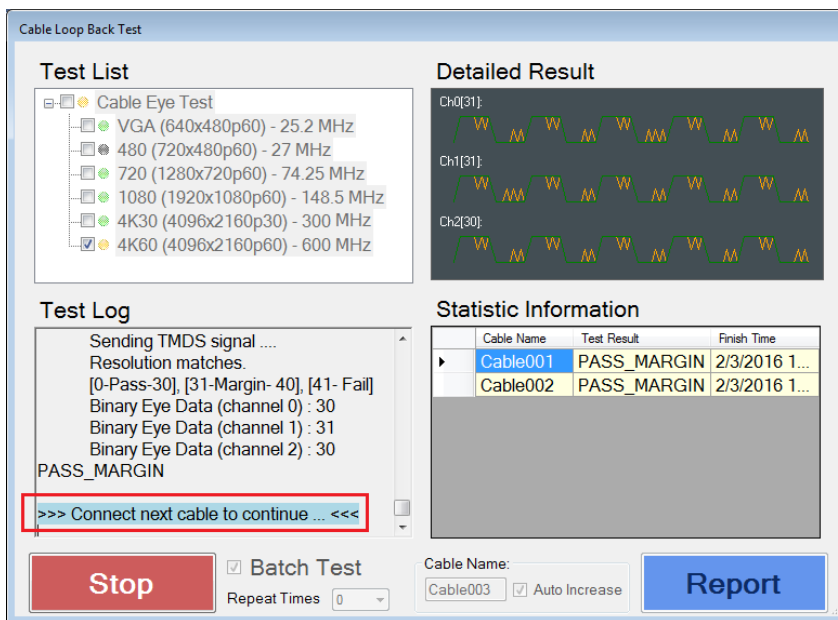 Cable Loop Back Test
Test List
Cable Eye Test
VGA (640x480p60) - 25.2 MHz
480 (720x480p60) - 27 MHz
720 (1280x720p60) - 74.25 MHz
1080 (1920x1080p60) - 148.5 MHz
4K30 (4096x2160p30) - 300 MHz
4K60 (4096x2160p60) - 600 MHz
Detailed Result
Ch0[31]:
Ch1[31]:
Ch2[30]:
Test Log
Sending TMDS signal ....
Resolution matches.
[0-Pass-30], [31-Margin- 40], [41- Fail]
Binary Eye Data (channel 0) : 30
Binary Eye Data (channel 1) : 31
Binary Eye Data (channel 2) : 30
PASS_MARGIN
>>> Connect next cable to continue ... <<<
Statistic Information
Cable Name Test Result Finish Time
Cable001 PASS_MARGIN 2/3/2016 1...
Cable002 PASS_MARGIN 2/3/2016 1...
Stop
Batch Test
Repeat Times 0
Cable Name:
Cable003 Auto Increase
Report